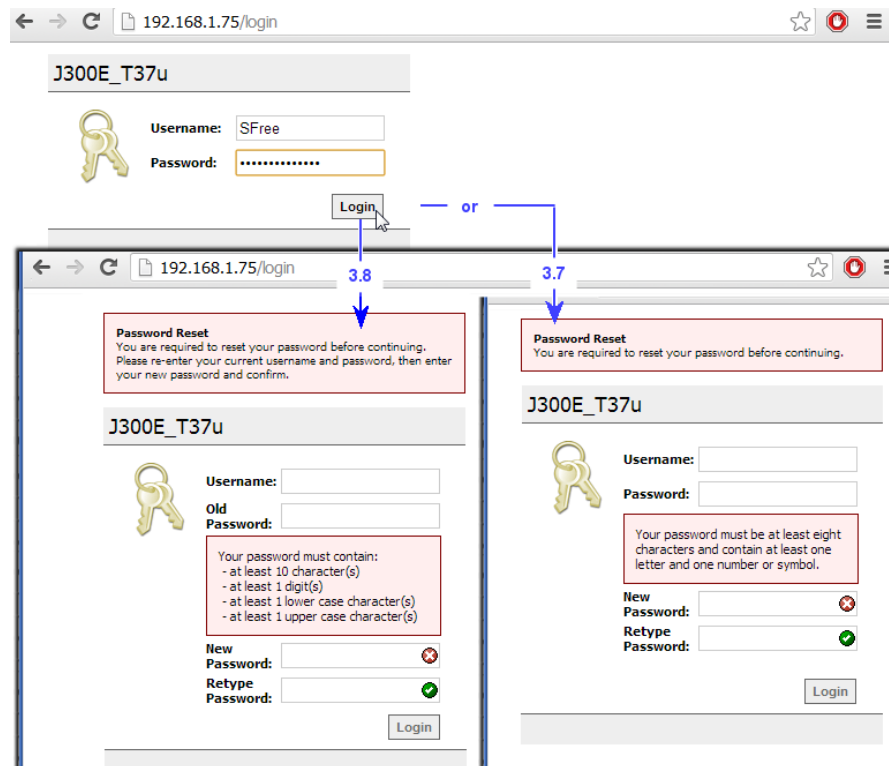 192.168.1.75/login
J300E_T37u
Username: SFree
Password: ••••••••••••••
Login
or
192.168.1.75/login
3.8
3.7
Password Reset
You are required to reset your password before continuing.
Please re-enter your current username and password, then enter
your new password and confirm.
J300E_T37u
Username:
Old
Password:
Your password must contain:
- at least 10 character(s)
- at least 1 digit(s)
- at least 1 lower case character(s)
- at least 1 upper case character(s)
New
Password:
Retype
Password:
Login
Password Reset
You are required to reset your password before continuing.
J300E_T37u
Username:
Password:
Your password must be at least eight
characters and contain at least one
letter and one number or symbol.
New
Password:
Retype
Password:
Login